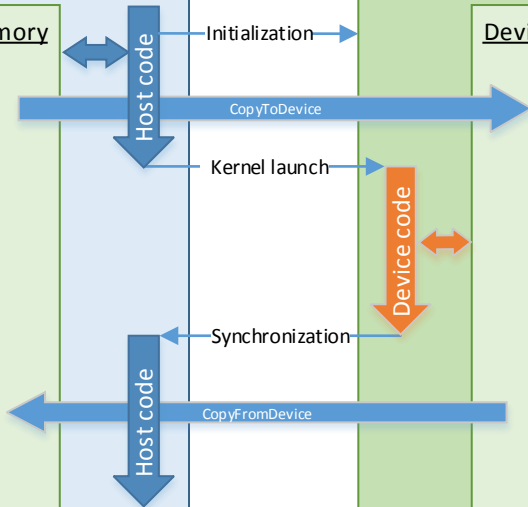 mory
Initialization
Devi
Host code
CopyToDevice
Kernel launch
Device code
Synchronization
Host code
CopyFromDevice